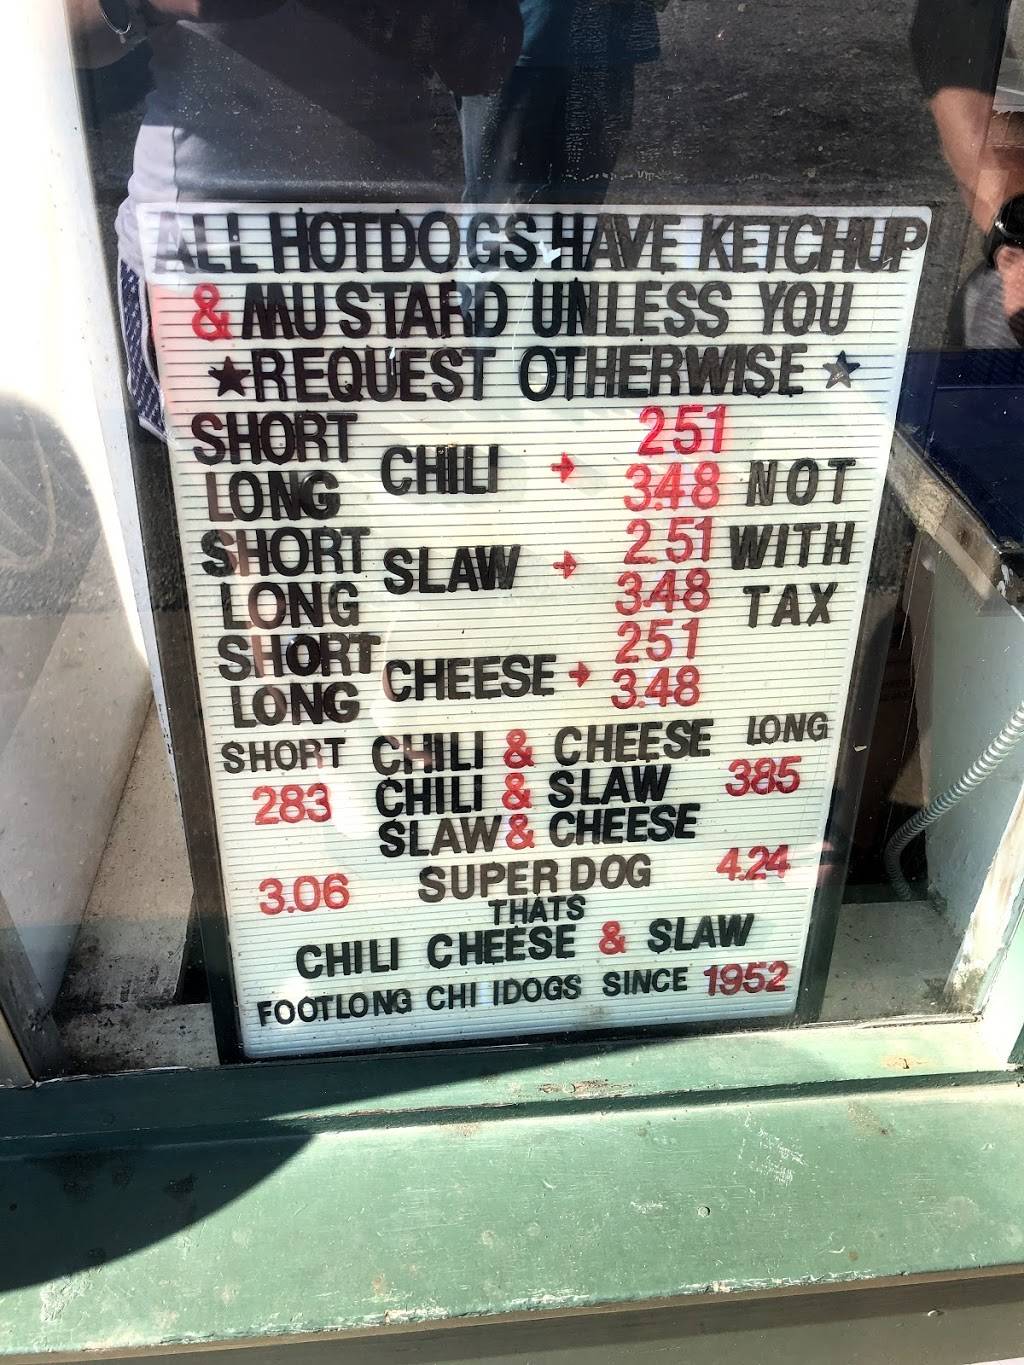 ALL HOTDOGS HAVE KETCHUP
& MUSTARD UNLESS YOU
★REQUEST OTHERWISE★
SHORT CHILI → 251
LONG 3.48 NOT
SHORT SLAW → 2.51 WITH
LONG 3.48 TAX
SHORT CHEESE → 251
LONG 3.48
SHORT CHILI & CHEESE LONG
283 CHILI & SLAW 385
SLAW & CHEESE
3.06 SUPER DOG 4.24
THATS
CHILI CHEESE & SLAW
FOOTLONG CHI IDOGS SINCE 1952